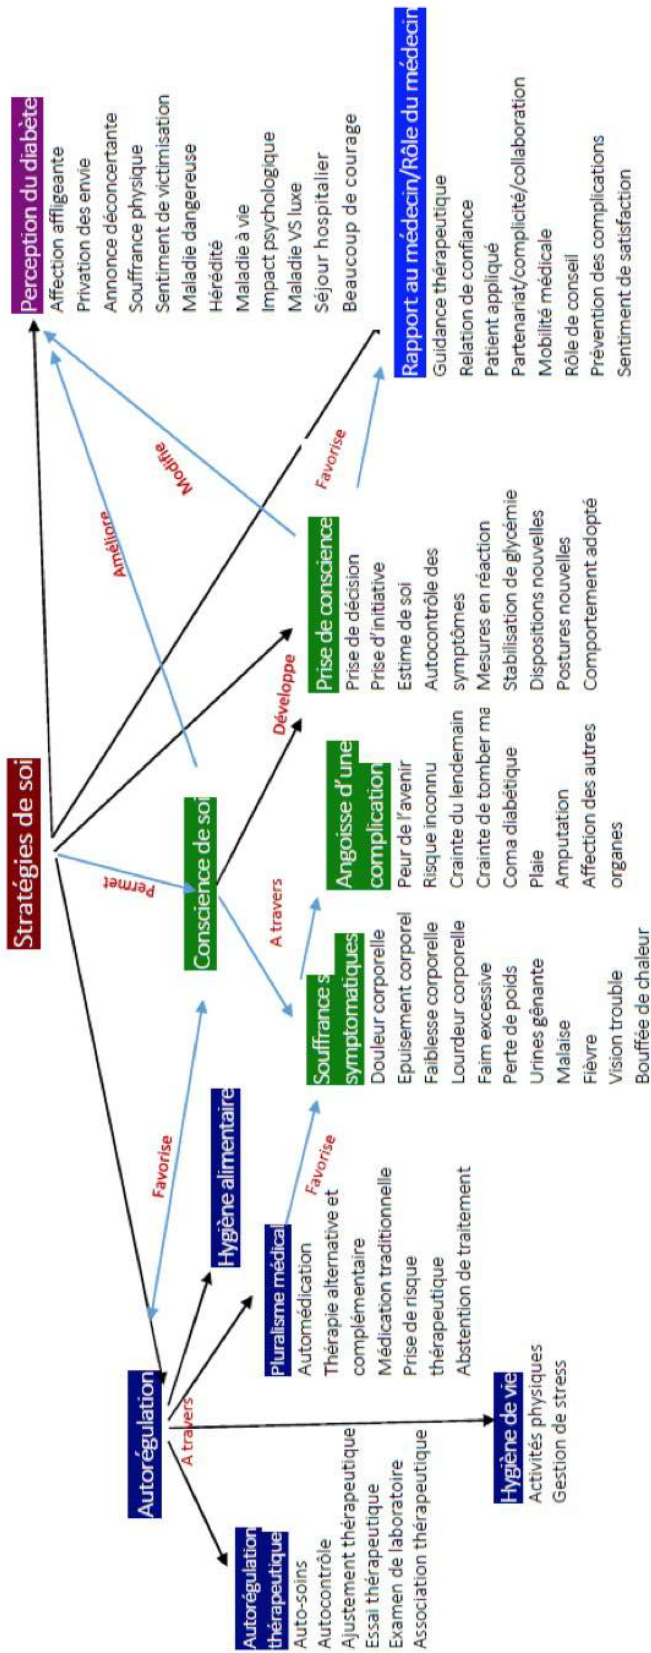 Stratégies de soi
Permet
Améliore
Modifie
Favorise
Autorégulation
A travers
Autorégulation
thérapeutique
Auto-soins
Autocontrôle
Ajustement thérapeutique
Essai thérapeutique
Examen de laboratoire
Association thérapeutique
Hygiène de vie
Activités physiques
Gestion de stress
Hygiène alimentaire
Pluralisme médical
Automédication
Thérapie alternative et
complémentaire
Médication traditionnelle
Prise de risque
thérapeutique
Abstention de traitement
Favorise
Conscience de soi
A travers
Développe
Souffrance s
symptomatiques
Douleur corporelle
Epuisement corporel
Faiblesse corporelle
Lourdeur corporelle
Faim excessive
Perte de poids
Urines gênante
Malaise
Fièvre
Vision trouble
Bouffée de chaleur
Angoisse d'une
complication
Peur de l'avenir
Risque inconnu
Crainte du lendemain
Crainte de tomber ma
Coma diabétique
Plaie
Amputation
Affection des autres
organes
Prise de conscience
Prise de décision
Prise d'initiative
Estime de soi
Autocontrôle des
symptômes
Mesures en réaction
Stabilisation de glycémie
Dispositions nouvelles
Postures nouvelles
Comportement adopté
Favorise
Perception du diabète
Affection affligeante
Privation des envie
Annonce déconcertante
Souffrance physique
Sentiment de victimisation
Maladie dangereuse
Hérédité
Maladie à vie
Impact psychologique
Maladie VS luxe
Séjour hospitalier
Beaucoup de courage
Rapport au médecin/Rôle du médecin
Guidance thérapeutique
Relation de confiance
Patient appliqué
Partenariat/complicité/collaboration
Mobilité médicale
Rôle de conseil
Prévention des complications
Sentiment de satisfaction